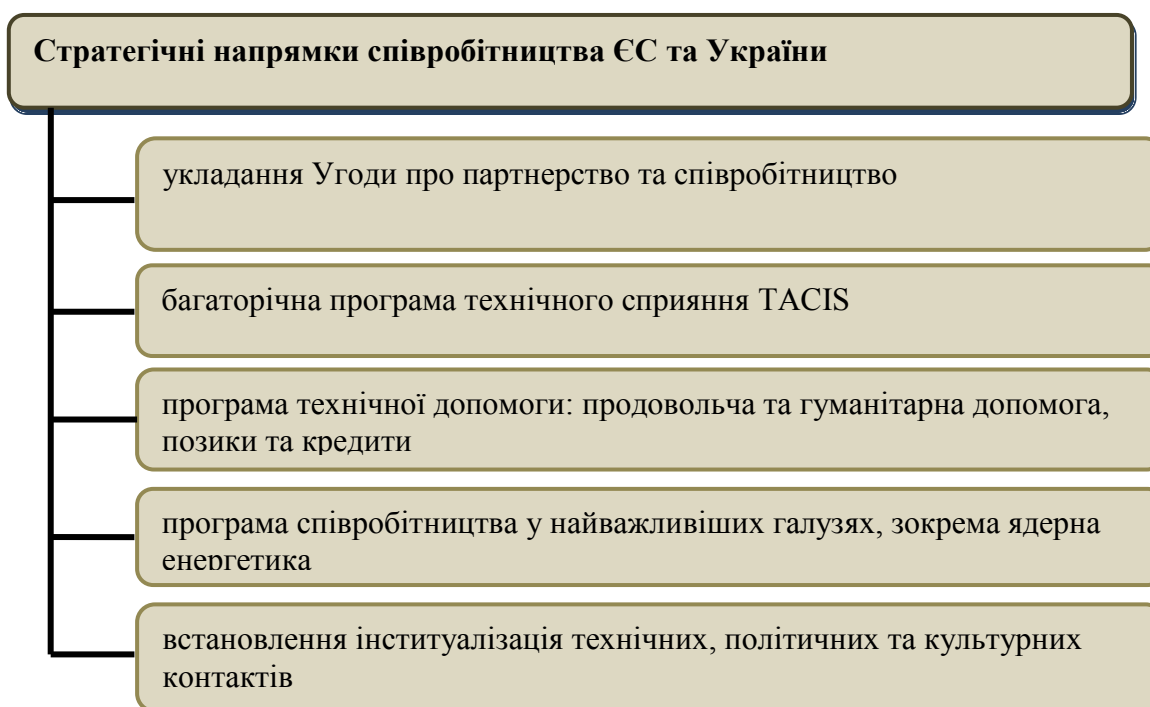 Стратегічні напрямки співробітництва ЄС та України
укладання Угоди про партнерство та співробітництво
багаторічна програма технічного сприяння TACIS
програма технічної допомоги: продовольча та гуманітарна допомога,
позики та кредити
програма співробітництва у найважливіших галузях, зокрема ядерна
енергетика
встановлення інституалізація технічних, політичних та культурних
контактів